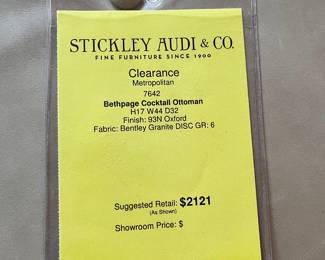 STICKLEY AUDI & CO.
FINE FURNITURE SINCE 1900
Clearance
Metropolitan
7642
Bethpage Cocktail Ottoman
H17 W44 D32
Finish: 93N Oxford
Fabric: Bentley Granite DISC GR: 6
Suggested Retail: $2121
(As Shown)
Showroom Price: $